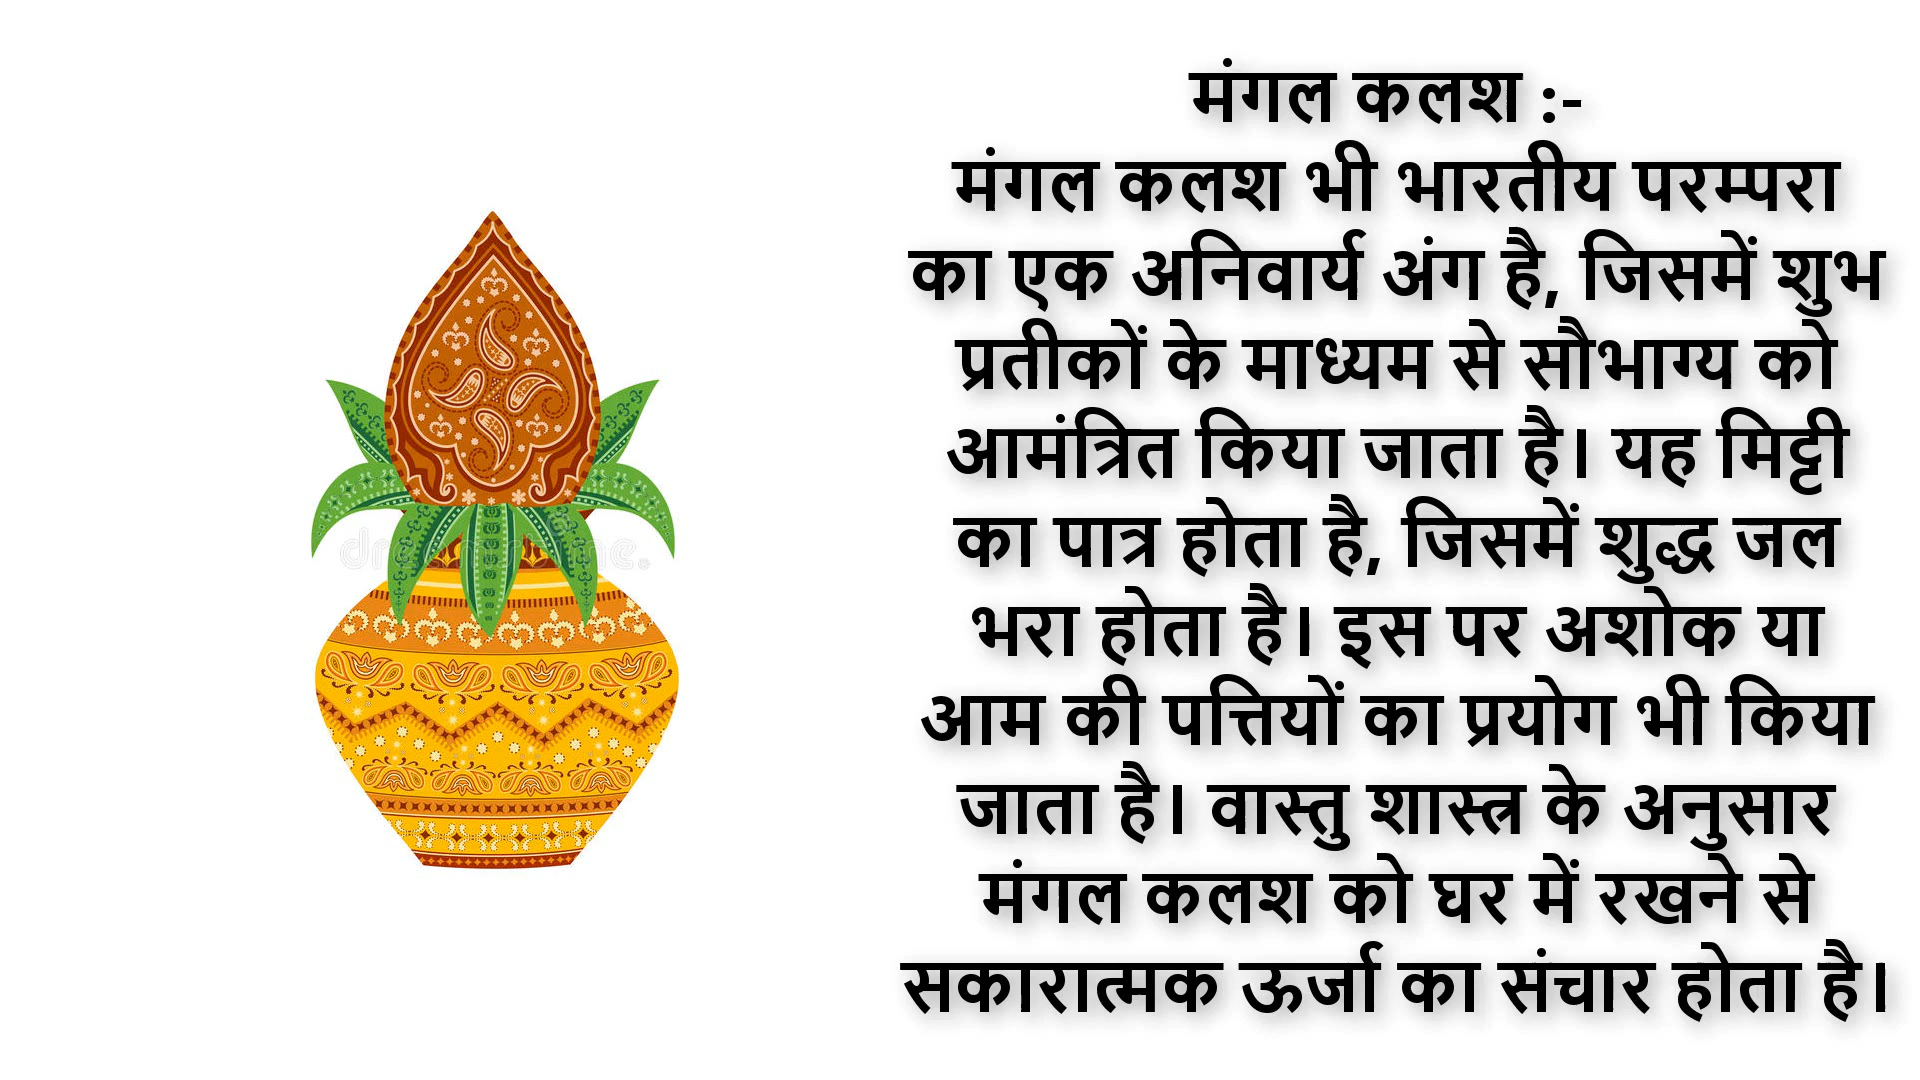 मंगल कलश :-
मंगल कलश भी भारतीय परम्परा
का एक अनिवार्य अंग है, जिसमें शुभ
प्रतीकों के माध्यम से सौभाग्य को
आमंत्रित किया जाता है। यह मिट्टी
का पात्र होता है, जिसमें शुद्ध जल
भरा होता है। इस पर अशोक या
आम की पत्तियों का प्रयोग भी किया
जाता है। वास्तु शास्त्र के अनुसार
मंगल कलश को घर में रखने से
सकारात्मक ऊर्जा का संचार होता है।